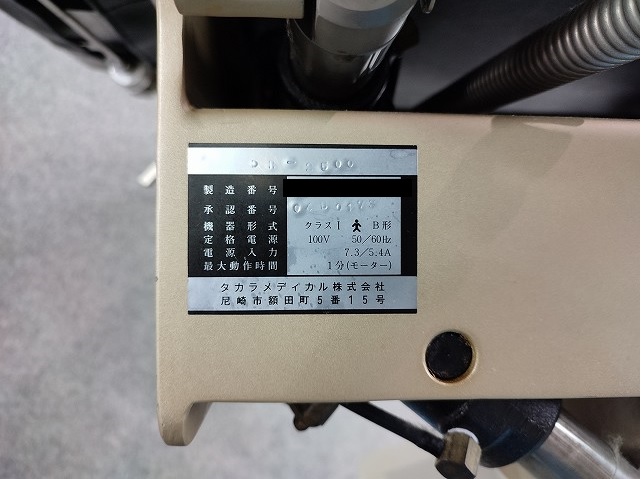 製造番号
承認番号
機器形式 クラスI B形
定格電源 100V 50/60Hz
電源入力 7.3/5.4A
最大動作時間 1分(モーター)
タカラメディカル株式会社
尼崎市額田町5番15号